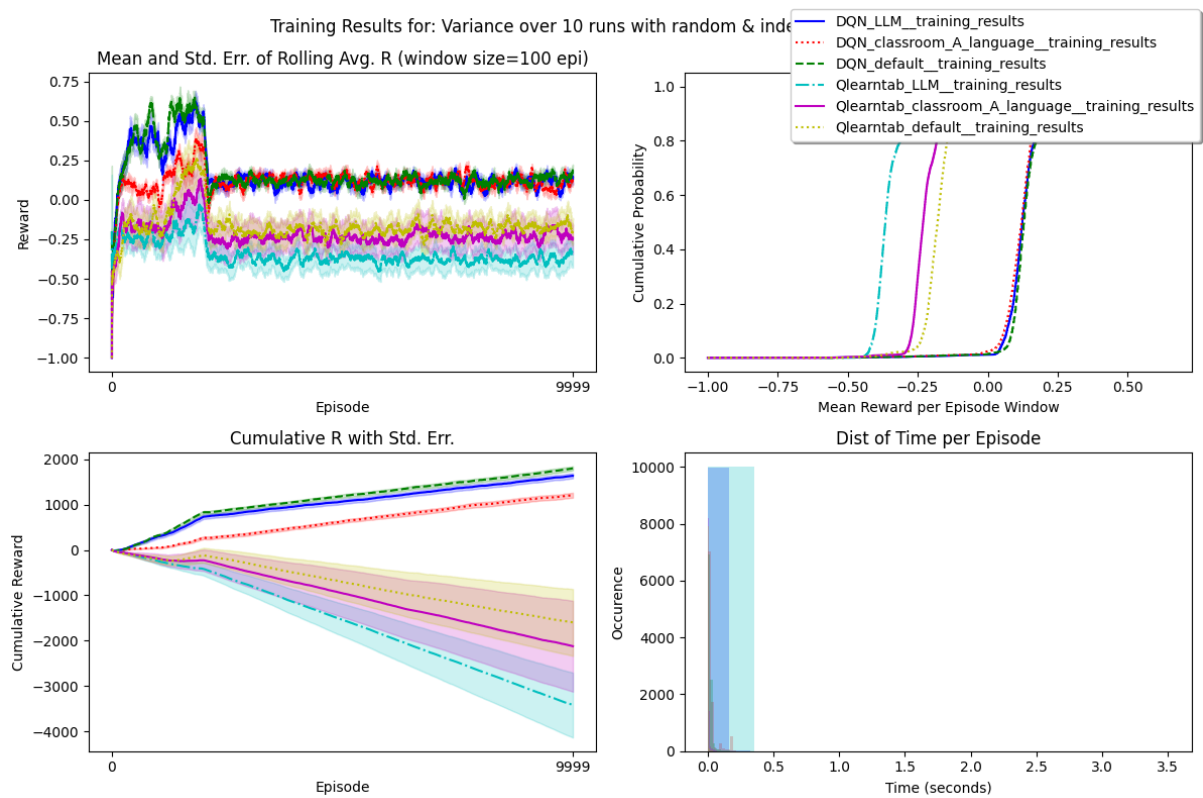 Training Results for: Variance over 10 runs with random & inde
DQN_LLM__training_results
DQN_classroom_A_language__training_results
DQN_default__training_results
Qlearntab_LLM__training_results
Qlearntab_classroom_A_language__training_results
Qlearntab_default__training_results
Mean and Std. Err. of Rolling Avg. R (window size=100 epi)
Reward
0.75
0.50
0.25
0.00
−0.25
−0.50
−0.75
−1.00
0
9999
Episode
Cumulative Probability
1.0
0.8
0.6
0.4
0.2
0.0
−1.00
−0.75
−0.50
−0.25
0.00
0.25
0.50
Mean Reward per Episode Window
Cumulative R with Std. Err.
Cumulative Reward
2000
1000
0
−1000
−2000
−3000
−4000
0
9999
Episode
Dist of Time per Episode
Occurence
10000
8000
6000
4000
2000
0
0.0
0.5
1.0
1.5
2.0
2.5
3.0
3.5
Time (seconds)